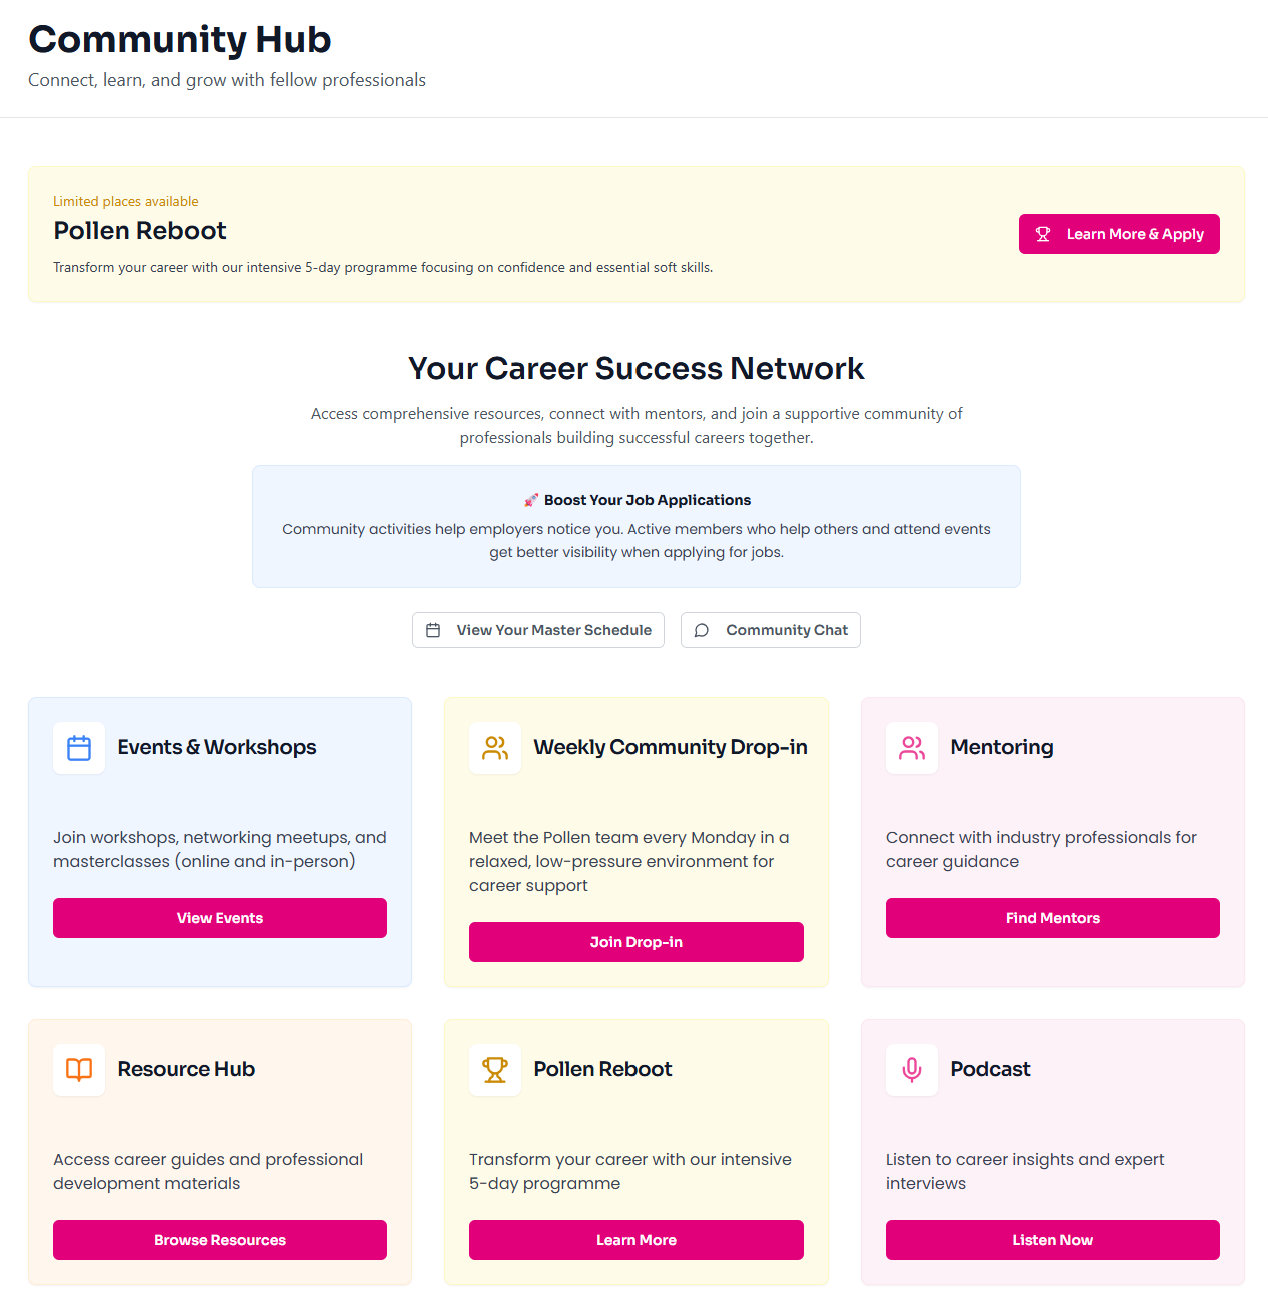 Community Hub
Connect, learn, and grow with fellow professionals
Limited places available
Pollen Reboot
Transform your career with our intensive 5-day programme focusing on confidence and essential soft skills.
Learn More & Apply
Your Career Success Network
Access comprehensive resources, connect with mentors, and join a supportive community of
professionals building successful careers together.
🚀 Boost Your Job Applications
Community activities help employers notice you. Active members who help others and attend events
get better visibility when applying for jobs.
View Your Master Schedule
Community Chat
Events & Workshops
Join workshops, networking meetups, and
masterclasses (online and in-person)
View Events
Weekly Community Drop-in
Meet the Pollen team every Monday in a
relaxed, low-pressure environment for
career support
Join Drop-in
Mentoring
Connect with industry professionals for
career guidance
Find Mentors
Resource Hub
Access career guides and professional
development materials
Browse Resources
Pollen Reboot
Transform your career with our intensive
5-day programme
Learn More
Podcast
Listen to career insights and expert
interviews
Listen Now